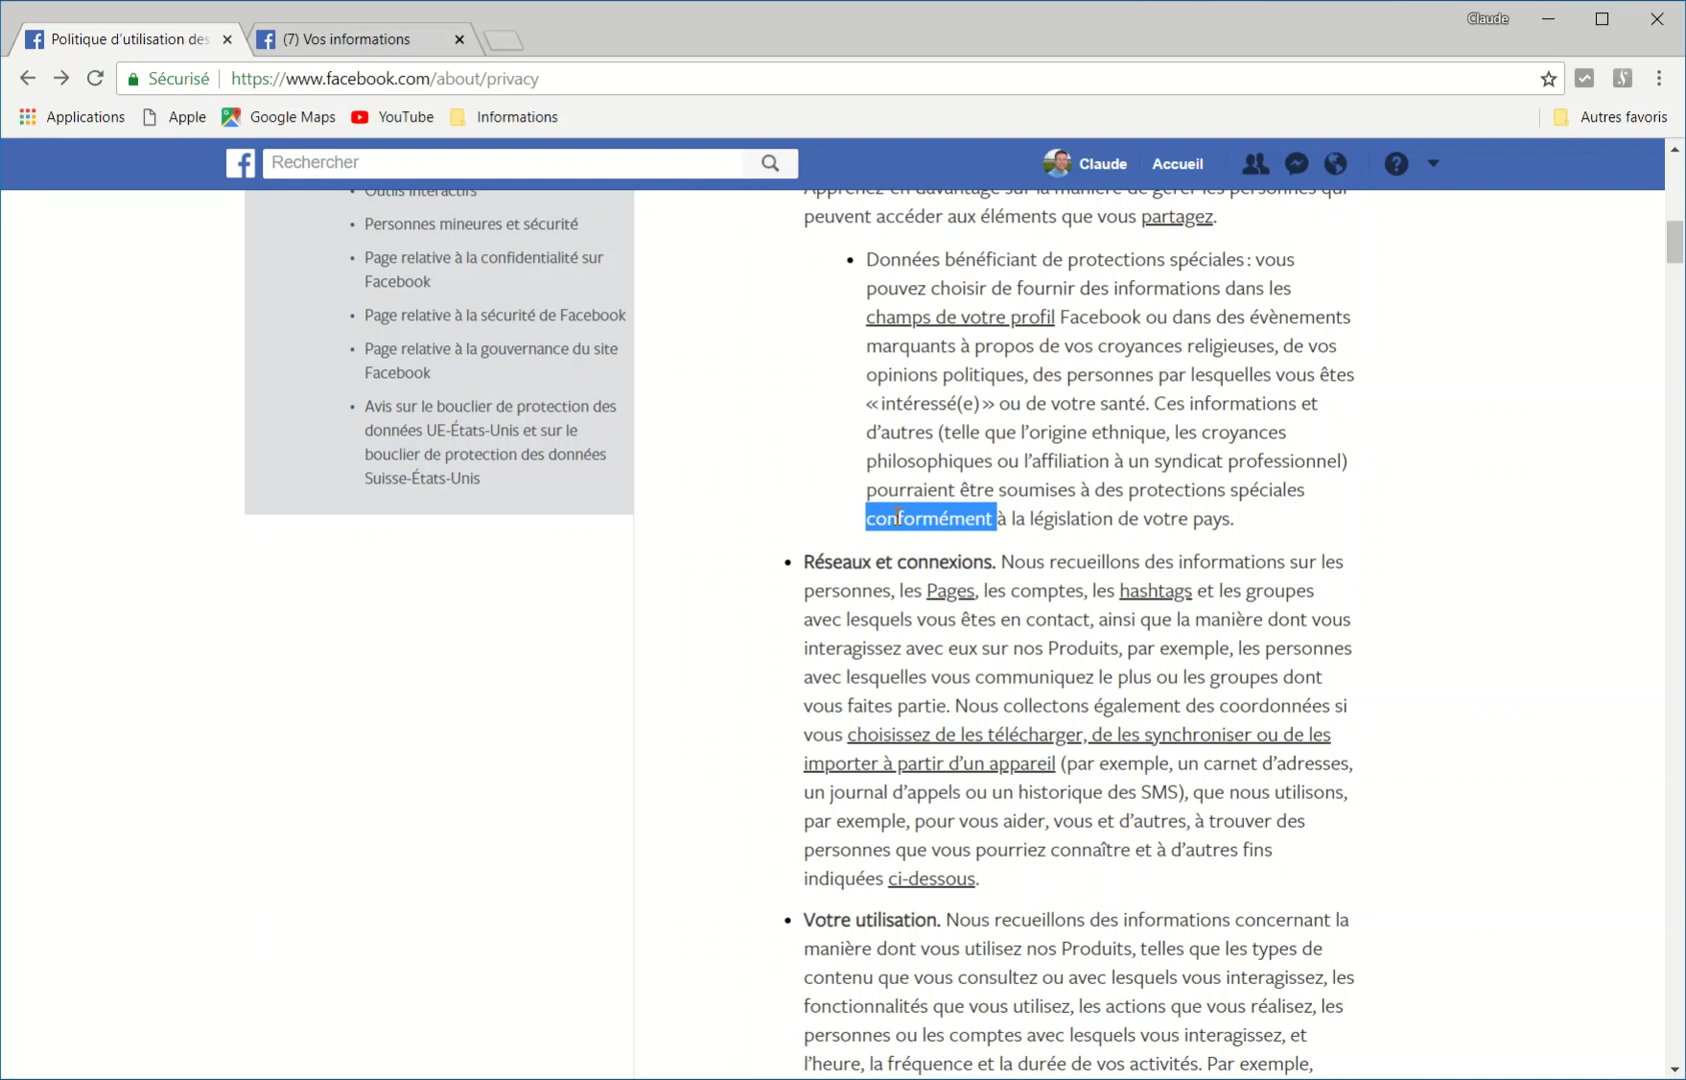 Claude
Politique d’utilisation des
(7) Vos informations
Sécurisé
https://www.facebook.com/about/privacy
Applications
Apple
Google Maps
YouTube
Informations
Autres favoris
Rechercher
Claude
Accueil
Outils interactifs
Personnes mineures et sécurité
Page relative à la confidentialité sur
Facebook
Page relative à la sécurité de Facebook
Page relative à la gouvernance du site
Facebook
Avis sur le bouclier de protection des
données UE-États-Unis et sur le
bouclier de protection des données
Suisse-États-Unis
Apprenez-en davantage sur la manière de gérer les personnes qui
peuvent accéder aux éléments que vous partagez.
• Données bénéficiant de protections spéciales : vous
pouvez choisir de fournir des informations dans les
champs de votre profil Facebook ou dans des évènements
marquants à propos de vos croyances religieuses, de vos
opinions politiques, des personnes par lesquelles vous êtes
« intéressé(e) » ou de votre santé. Ces informations et
d’autres (telle que l’origine ethnique, les croyances
philosophiques ou l’affiliation à un syndicat professionnel)
pourraient être soumises à des protections spéciales
conformément à la législation de votre pays.
• Réseaux et connexions. Nous recueillons des informations sur les
personnes, les Pages, les comptes, les hashtags et les groupes
avec lesquels vous êtes en contact, ainsi que la manière dont vous
interagissez avec eux sur nos Produits, par exemple, les personnes
avec lesquelles vous communiquez le plus ou les groupes dont
vous faites partie. Nous collectons également des coordonnées si
vous choisissez de les télécharger, de les synchroniser ou de les
importer à partir d’un appareil (par exemple, un carnet d’adresses,
un journal d’appels ou un historique des SMS), que nous utilisons,
par exemple, pour vous aider, vous et d’autres, à trouver des
personnes que vous pourriez connaître et à d’autres fins
indiquées ci-dessous.
• Votre utilisation. Nous recueillons des informations concernant la
manière dont vous utilisez nos Produits, telles que les types de
contenu que vous consultez ou avec lesquels vous interagissez, les
fonctionnalités que vous utilisez, les actions que vous réalisez, les
personnes ou les comptes avec lesquels vous interagissez, et
l’heure, la fréquence et la durée de vos activités. Par exemple,